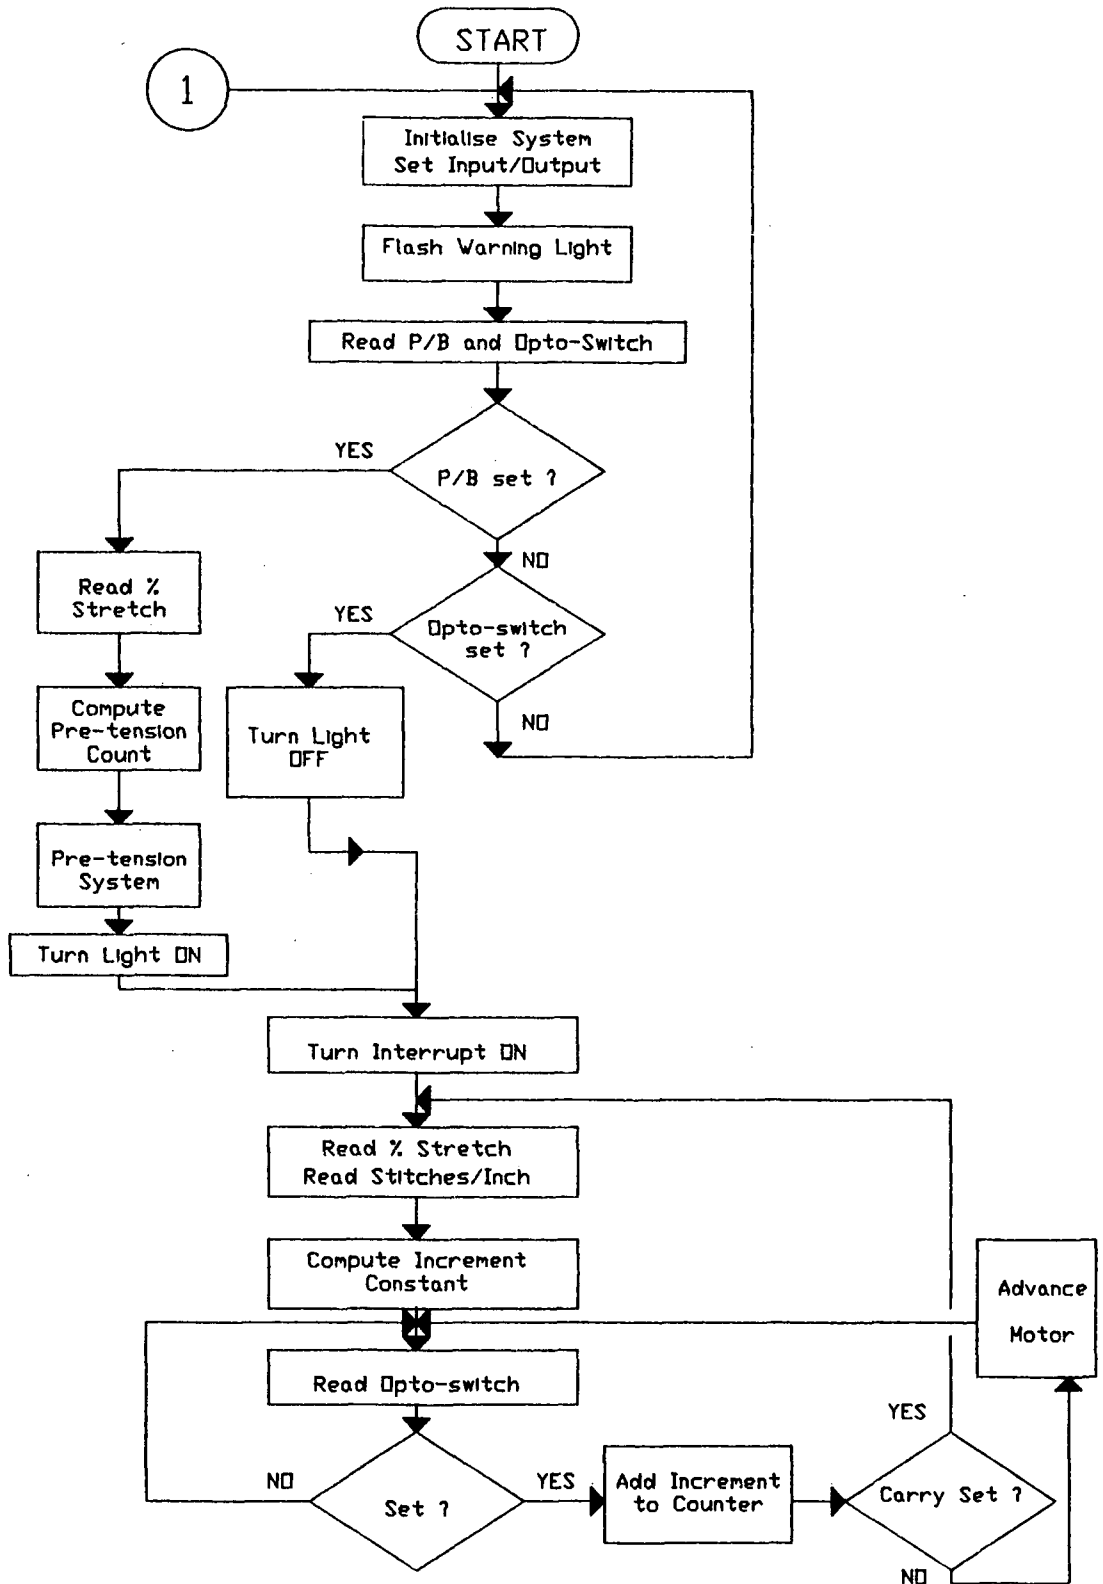 START
1
Initialise System
Set Input/Output
Flash Warning Light
Read P/B and Opto-Switch
YES
P/B set ?
NO
Read %
Stretch
YES
Opto-switch
set ?
NO
Compute
Pre-tension
Count
Turn Light
OFF
Pre-tension
System
Turn Light ON
Turn Interrupt ON
Read % Stretch
Read Stitches/Inch
Compute Increment
Constant
Advance
Motor
Read Opto-switch
YES
NO
Set ?
YES
Add Increment
to Counter
Carry Set ?
NO